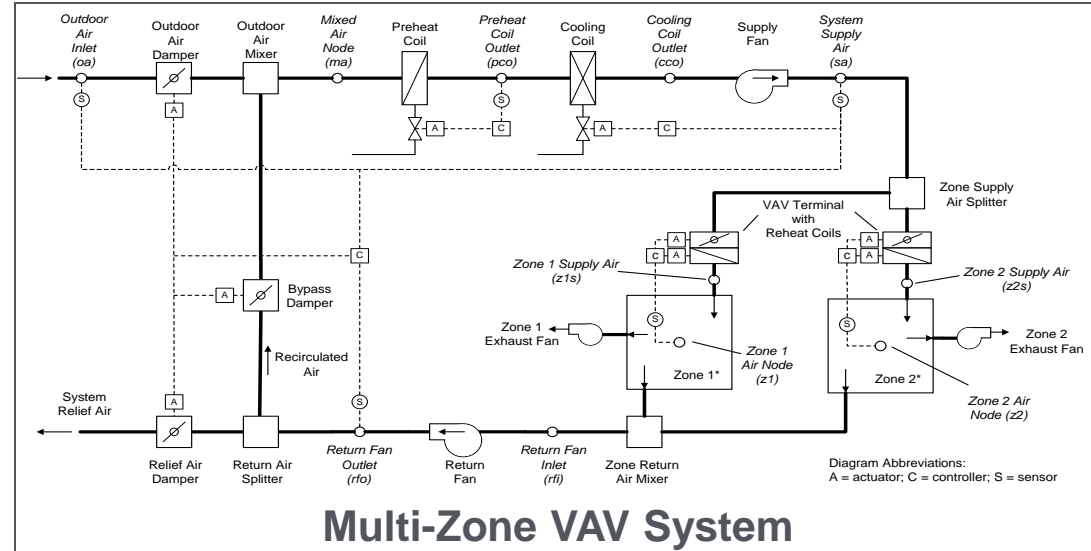 Outdoor
Air
Inlet
(oa)
Outdoor
Air
Damper
Outdoor
Air
Mixer
Mixed
Air
Node
(ma)
Preheat
Coil
Preheat
Coil
Outlet
(pco)
Cooling
Coil
Cooling
Coil
Outlet
(cco)
Supply
Fan
System
Supply
Air
(sa)
S
A
S
A
C
A
C
S
Zone Supply
Air Splitter
VAV Terminal
with
Reheat Coils
A
C
A
A
C
A
C
A
Bypass
Damper
Zone 1 Supply Air
(z1s)
Zone 2 Supply Air
(z2s)
S
S
Zone 1
Exhaust Fan
Zone 1
Air Node
(z1)
Zone 1*
Zone 2
Exhaust Fan
Zone 2*
Zone 2 Air
Node (z2)
Recirculated
Air
System
Relief Air
A
S
Relief Air
Damper
Return Air
Splitter
Return Fan
Outlet
(rfo)
Return
Fan
Return Fan
Inlet
(rfi)
Zone Return
Air Mixer
Diagram Abbreviations:
A = actuator; C = controller; S = sensor
Multi-Zone VAV System